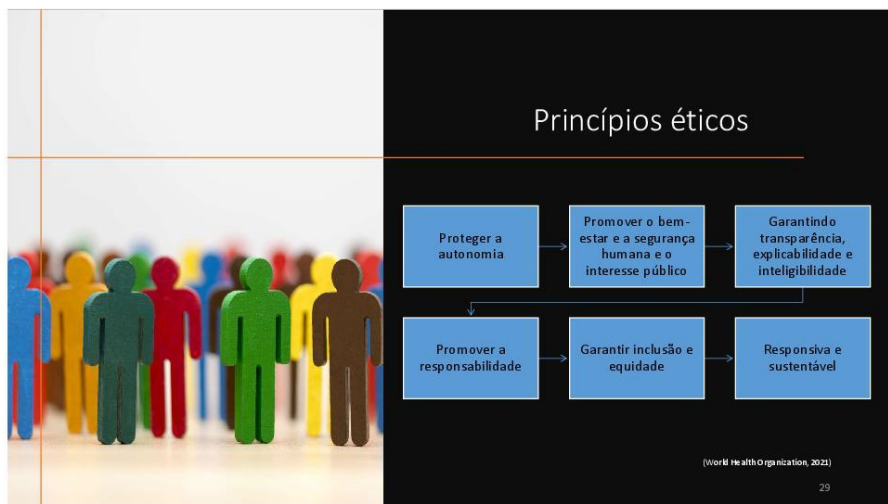 Princípios éticos
Proteger a
autonomia
Promover o bem-
estar e a segurança
humana e o
interesse público
Garantindo
transparência,
explicabilidade e
inteligibilidade
Promover a
responsabilidade
Garantir inclusão e
equidade
Responsiva e
sustentável
(World Health Organization, 2021)
29